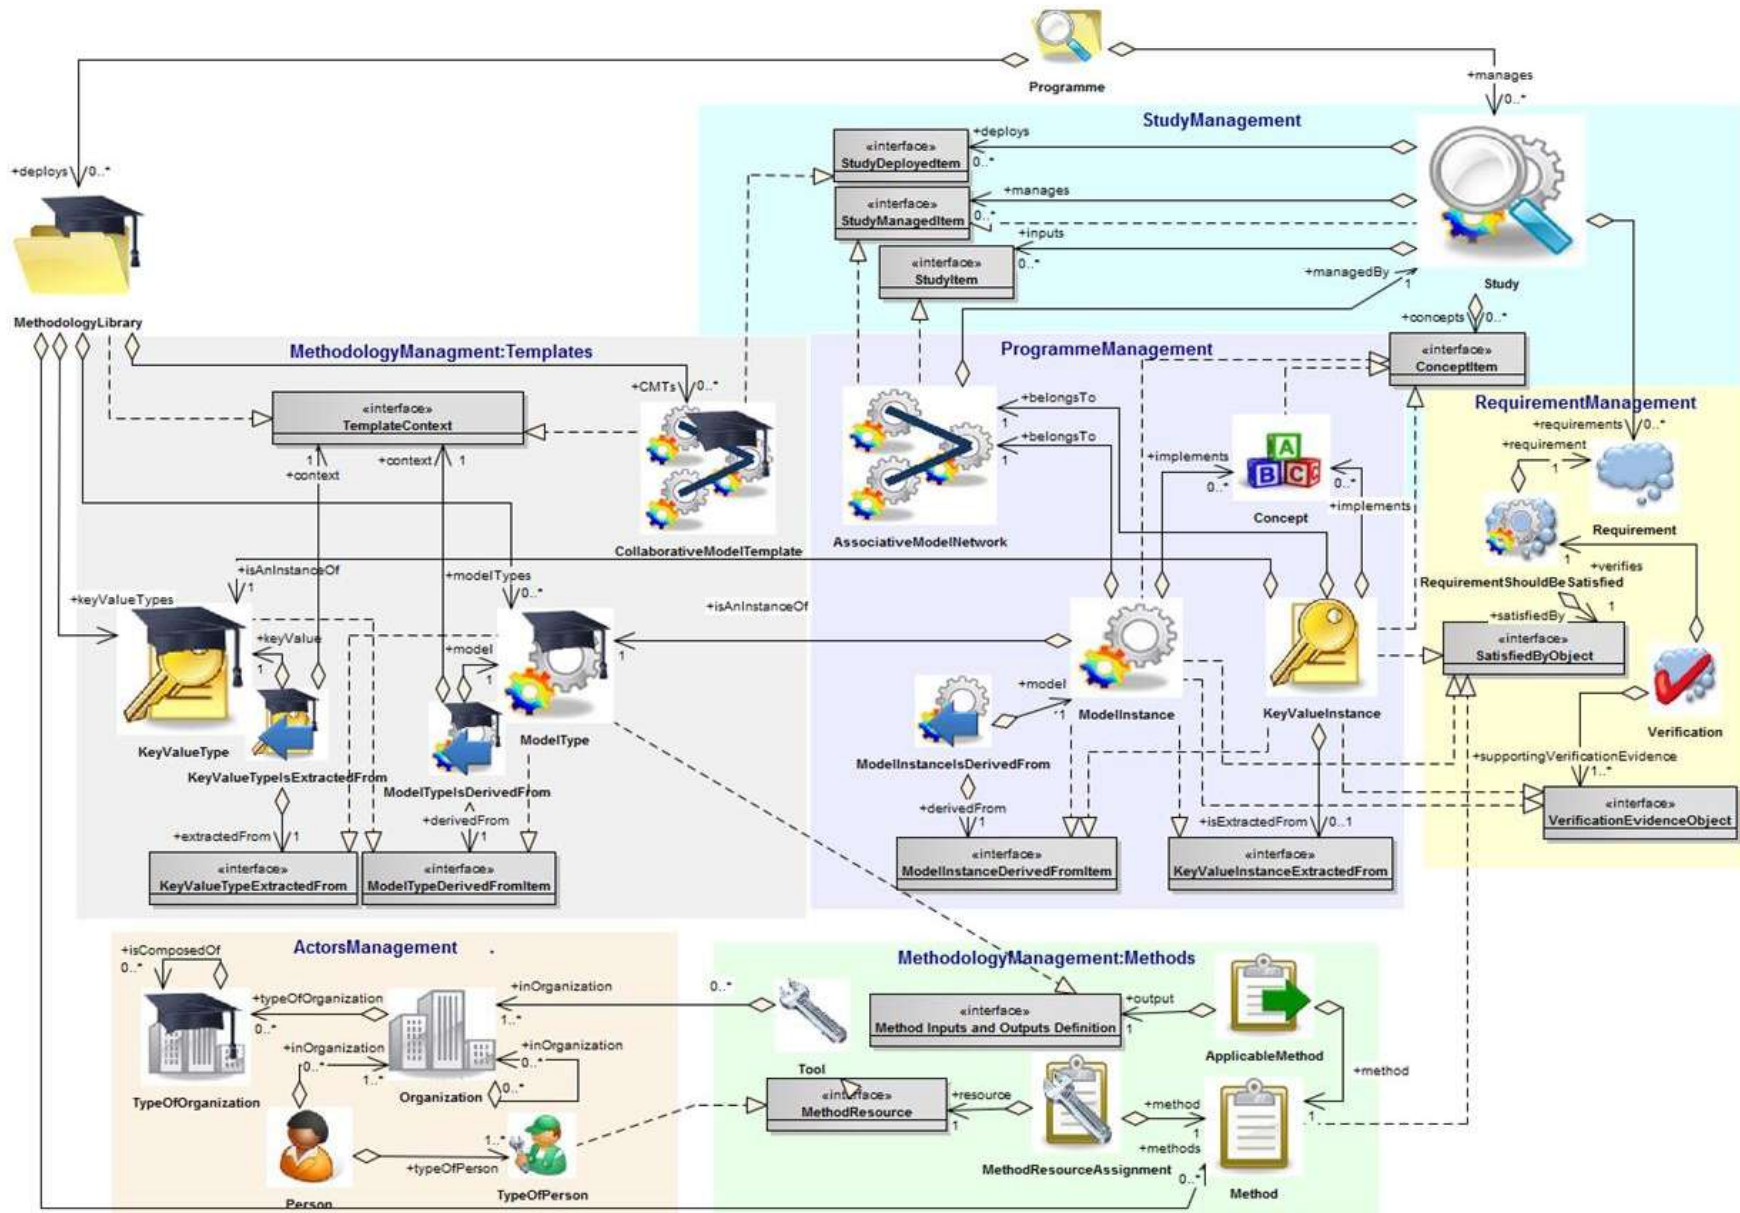 Programme
+manages
0..*
StudyManagement
«interface»
StudyDeployedItem
+deploys
0..*
+deploys
0..*
«interface»
StudyManagedItem
+manages
0..*
+inputs
0..*
«interface»
StudyItem
+managedBy
1
Study
MethodologyLibrary
+concepts
0..*
MethodologyManagment:Templates
ProgrammeManagement
«interface»
ConceptItem
+CMTs
0..*
«interface»
TemplateContext
+belongsTo
1
RequirementManagement
+requirements
0..*
+requirement
1
1
+context
+context
1
+belongsTo
1
+implements
0..*
0..*
+implements
Concept
Requirement
CollaborativeModelTemplate
AssociativeModelNetwork
+isAnInstanceOf
1
+modelTypes
0..*
1
+verifies
RequirementShouldBeSatisfied
+keyValueTypes
+isAnInstanceOf
1
+satisfiedBy
1
+keyValue
1
+model
1
«interface»
SatisfiedByObject
+model
1
ModelInstance
KeyValueInstance
Verification
KeyValueType
ModelType
KeyValueTypeIsExtractedFrom
ModelTypeIsDerivedFrom
ModelInstanceIsDerivedFrom
+supportingVerificationEvidence
1..*
«interface»
VerificationEvidenceObject
+extractedFrom
1
+derivedFrom
1
+derivedFrom
1
+isExtractedFrom
0..1
«interface»
KeyValueTypeExtractedFrom
«interface»
ModelTypeDerivedFromItem
«interface»
ModelInstanceDerivedFromItem
«interface»
KeyValueInstanceExtractedFrom
ActorsManagement
MethodologyManagement:Methods
+isComposedOf
0..*
+typeOfOrganization
0..*
+inOrganization
1..*
0..*
«interface»
Method Inputs and Outputs Definition
+output
1
ApplicableMethod
+inOrganization
0..*
1..*
+inOrganization
0..*
0..*
Tool
+method
1
TypeOfOrganization
Organization
«interface»
MethodResource
+resource
1
+method
1
+methods
0..*
MethodResourceAssignment
Method
1..*
+typeOfPerson
Person
TypeOfPerson